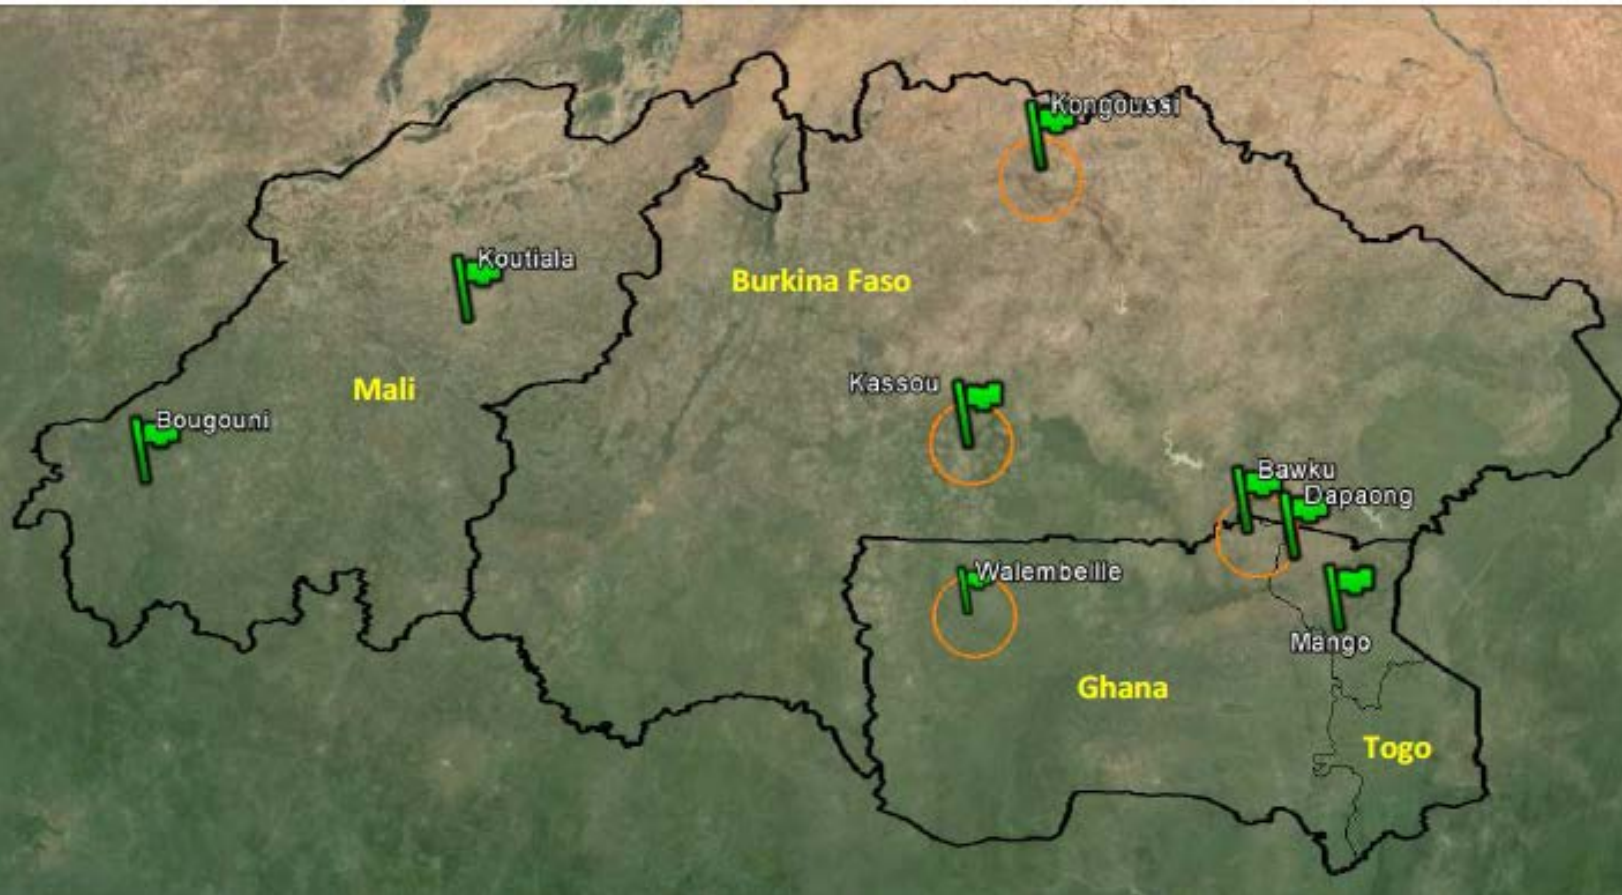 Kongoussi
Koutiala
Burkina Faso
Kassou
Mali
Bougouni
Bawku
Dapaong
Walembelle
Mango
Ghana
Togo